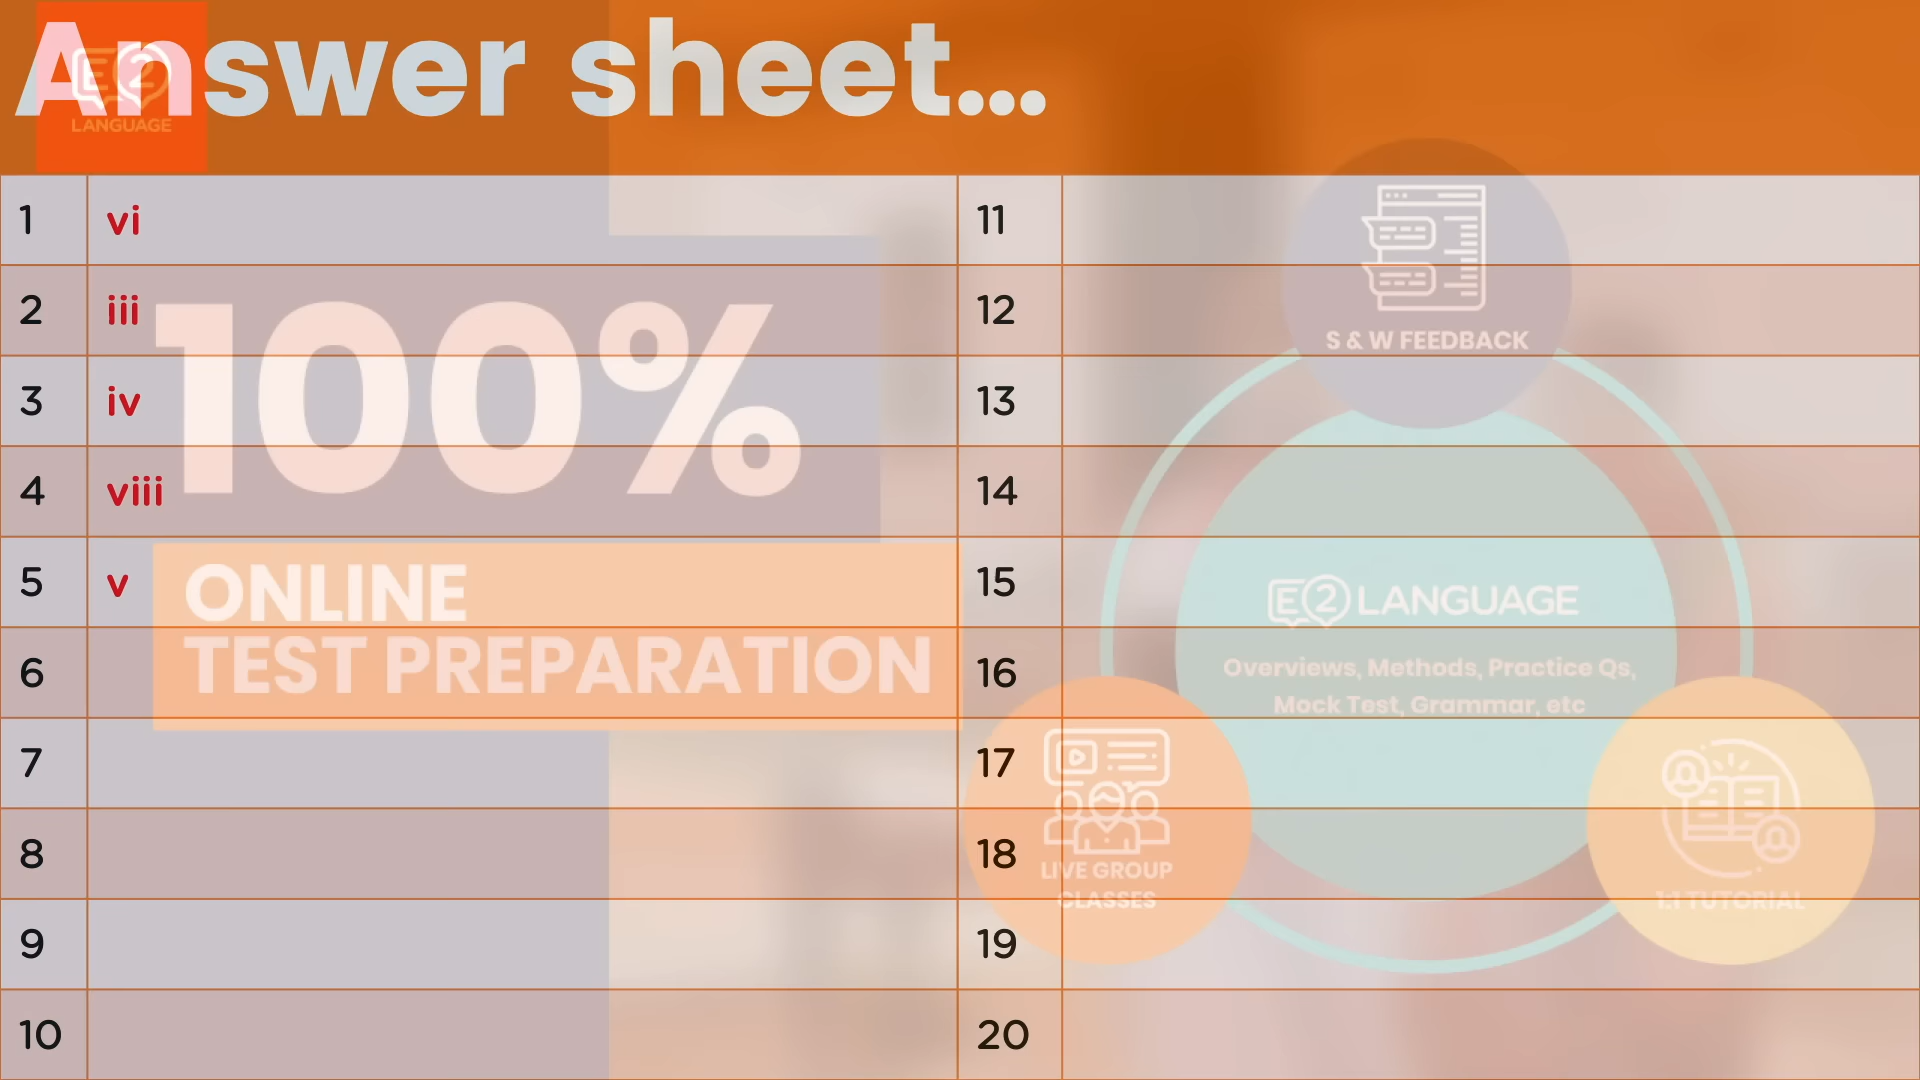 Answer sheet...
E2
LANGUAGE
1 vi
2 iii
3 iv
4 viii
5 v
6
7
8
9
10
11
12
13
14
15
16
17
18
19
20
100%
ONLINE
TEST PREPARATION
S & W FEEDBACK
E2 LANGUAGE
Overviews, Methods, Practice Qs,
Mock Test, Grammar, etc
LIVE GROUP
CLASSES
1:1 TUTORIAL